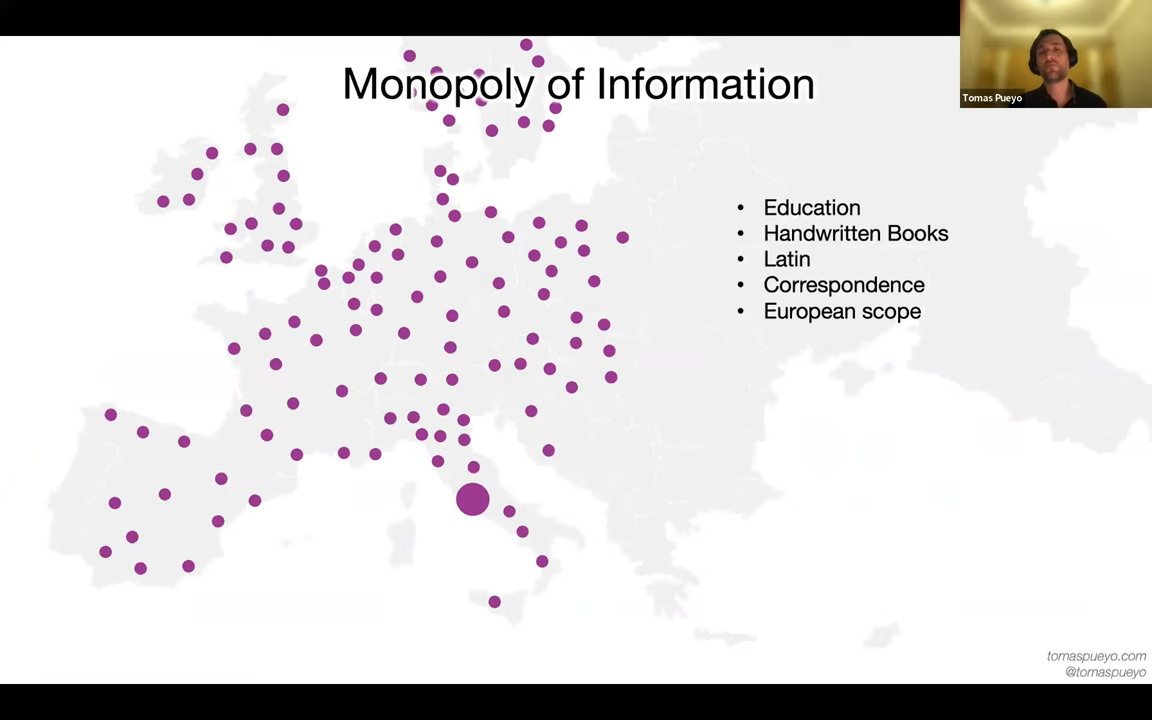 Monopoly of Information
Tomas Pueyo
• Education
• Handwritten Books
• Latin
• Correspondence
• European scope
tomaspueyo.com
@tomaspueyo